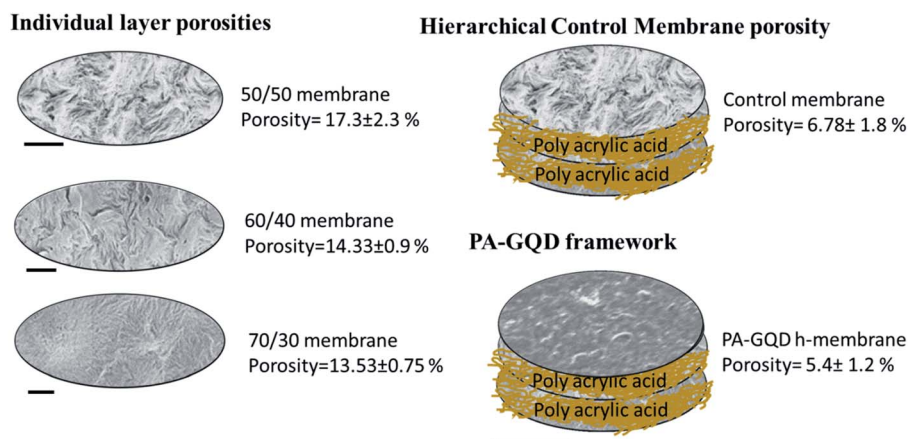 Individual layer porosities
50/50 membrane
Porosity= 17.3±2.3 %
60/40 membrane
Porosity=14.33±0.9 %
70/30 membrane
Porosity=13.53±0.75 %
Hierarchical Control Membrane porosity
Poly acrylic acid
Poly acrylic acid
Control membrane
Porosity= 6.78± 1.8 %
PA-GQD framework
Poly acrylic acid
Poly acrylic acid
PA-GQD h-membrane
Porosity= 5.4± 1.2 %